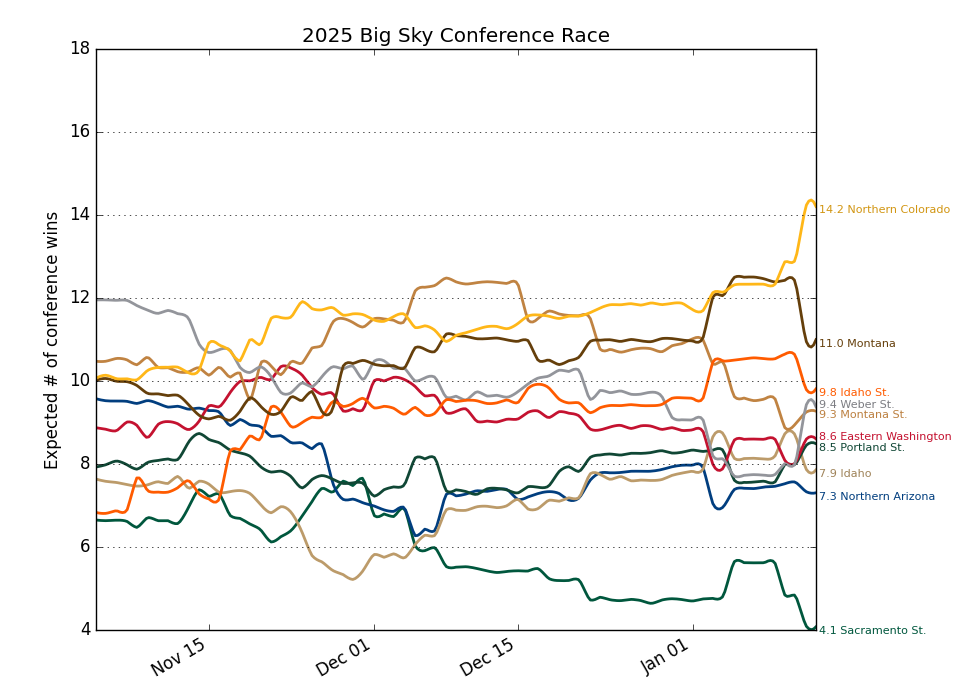 2025 Big Sky Conference Race
Expected # of conference wins
18
16
14
12
10
8
6
4
Nov 15
Dec 01
Dec 15
Jan 01
14.2 Northern Colorado
11.0 Montana
9.8 Idaho St.
9.4 Weber St.
9.3 Montana St.
8.6 Eastern Washington
8.5 Portland St.
7.9 Idaho
7.3 Northern Arizona
4.1 Sacramento St.